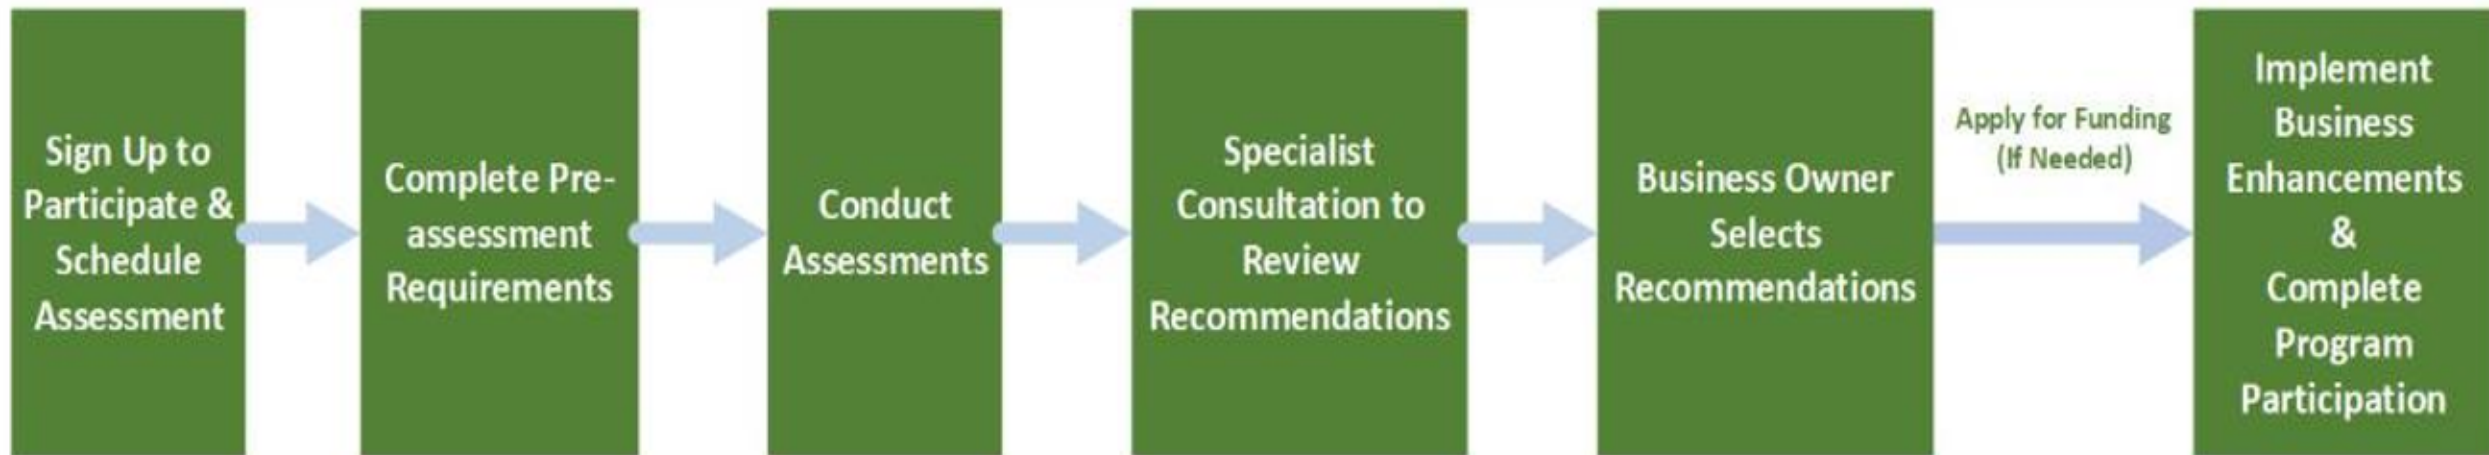 Sign Up to
Participate &
Schedule
Assessment
Complete Pre-
assessment
Requirements
Conduct
Assessments
Specialist
Consultation to
Review
Recommendations
Business Owner
Selects
Recommendations
Apply for Funding
(If Needed)
Implement
Business
Enhancements
&
Complete
Program
Participation